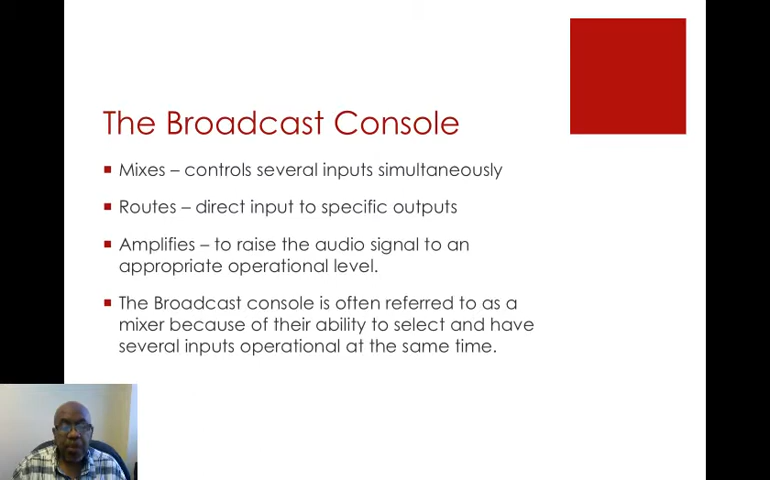 The Broadcast Console
Mixes – controls several inputs simultaneously
Routes – direct input to specific outputs
Amplifies – to raise the audio signal to an
appropriate operational level.
The Broadcast console is often referred to as a
mixer because of their ability to select and have
several inputs operational at the same time.